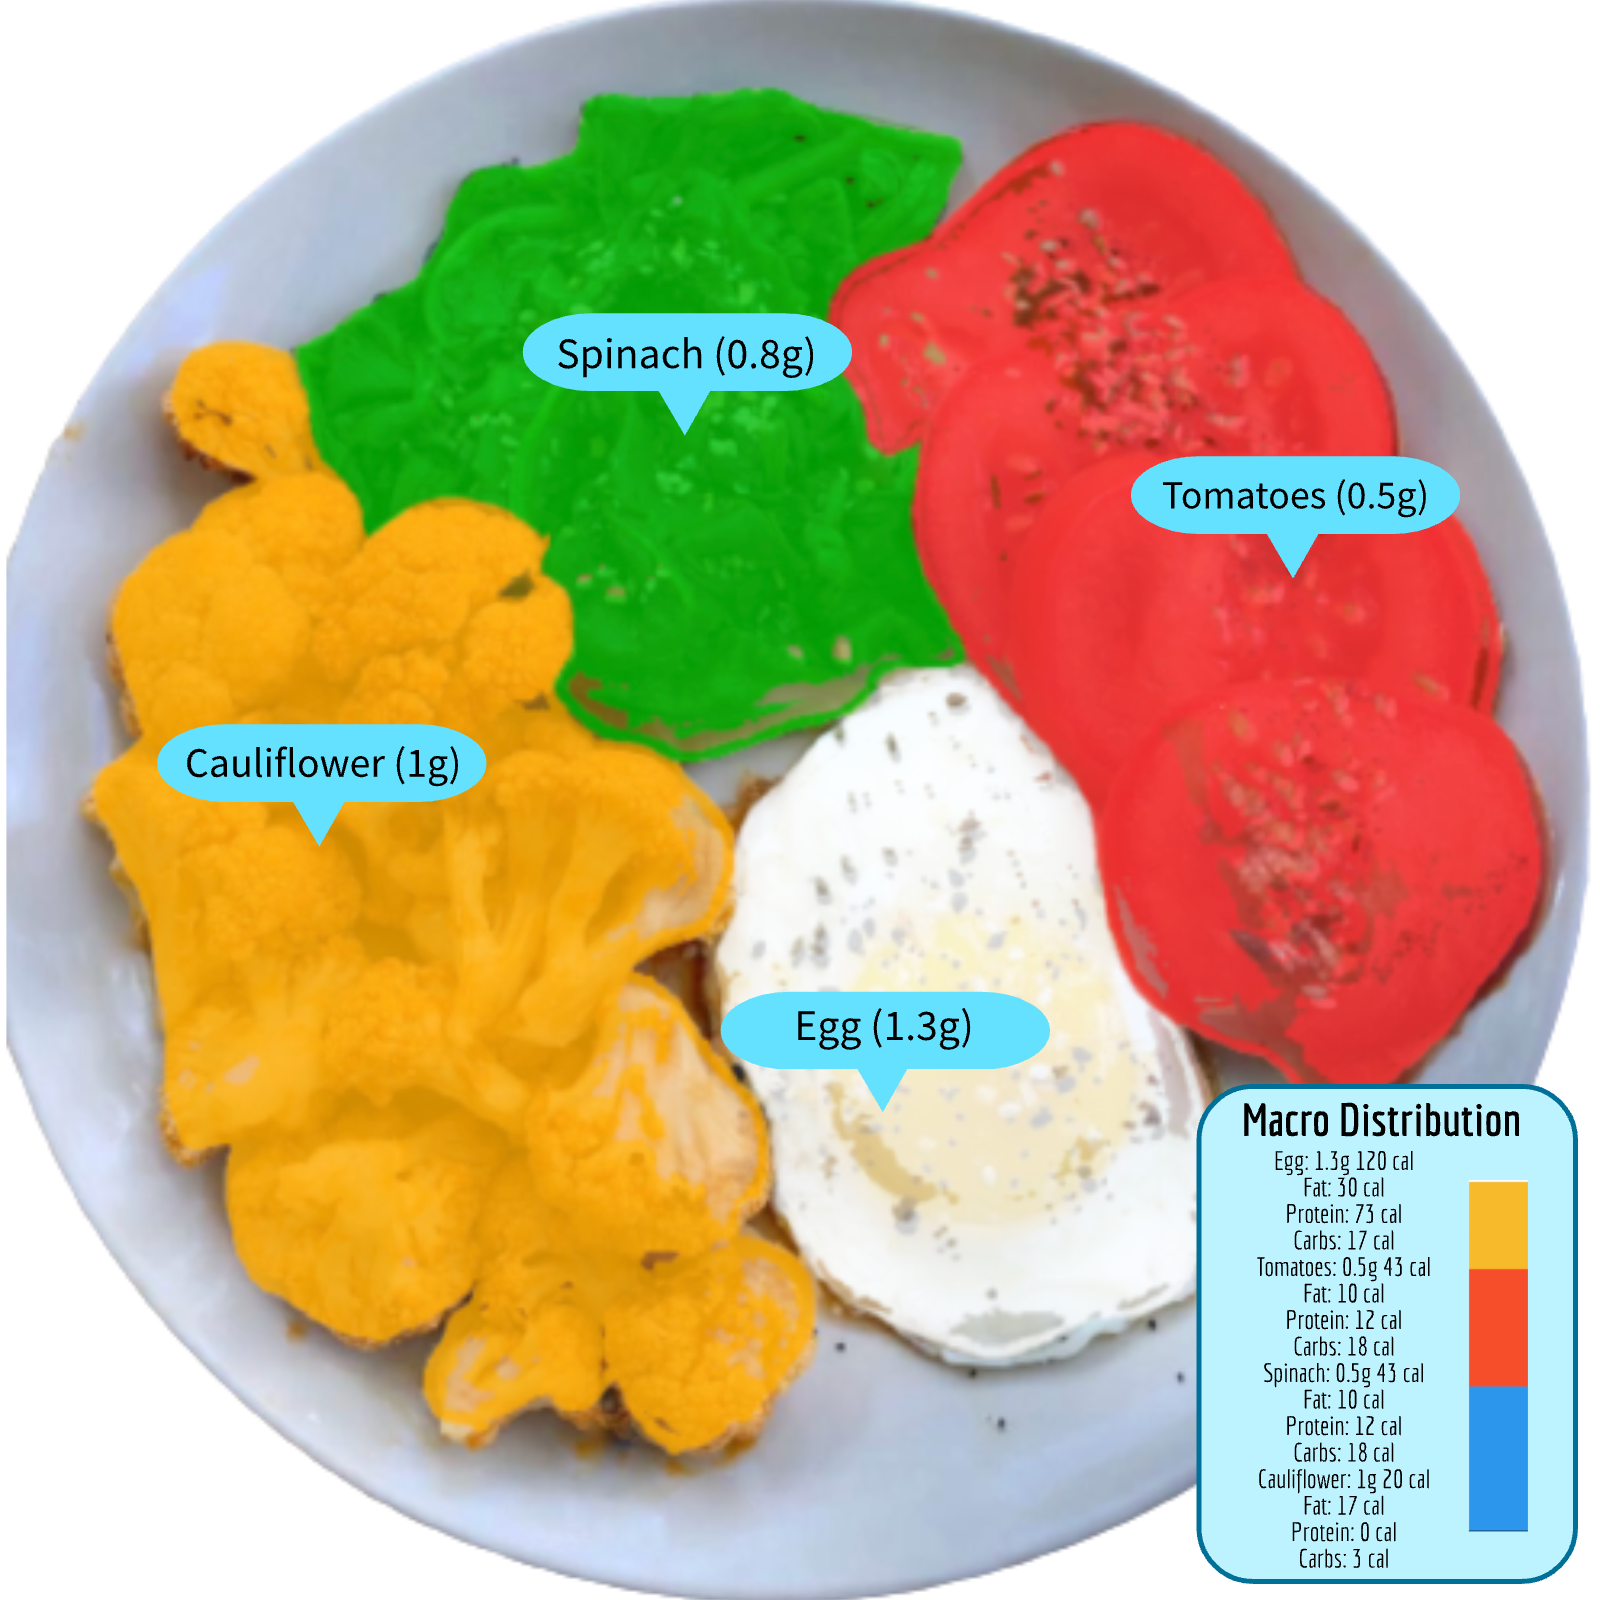 Spinach (0.8g)
Tomatoes (0.5g)
Cauliflower (1g)
Egg (1.3g)
Macro Distribution
Egg: 1.3g 120 cal
Fat: 30 cal
Protein: 73 cal
Carbs: 17 cal
Tomatoes: 0.5g 43 cal
Fat: 10 cal
Protein: 12 cal
Carbs: 18 cal
Spinach: 0.5g 43 cal
Fat: 10 cal
Protein: 12 cal
Carbs: 18 cal
Cauliflower: 1g 20 cal
Fat: 17 cal
Protein: 0 cal
Carbs: 3 cal